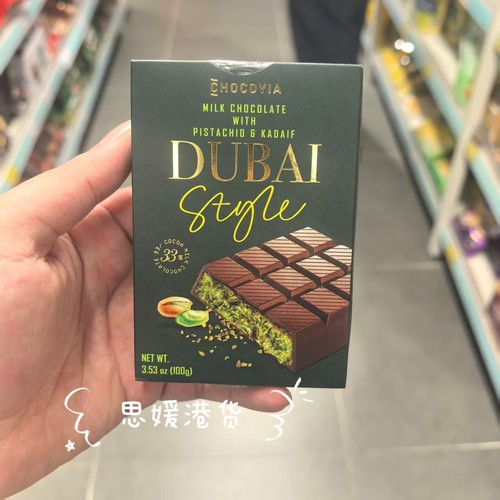 CHOCOVIA
MILK CHOCOLATE
WITH
PISTACHIO & KADAIF
DUBAI
Style
33%
COCOA MILK CHOCOLATE
NET WT.
3.53 oz (100g)
思媛港货